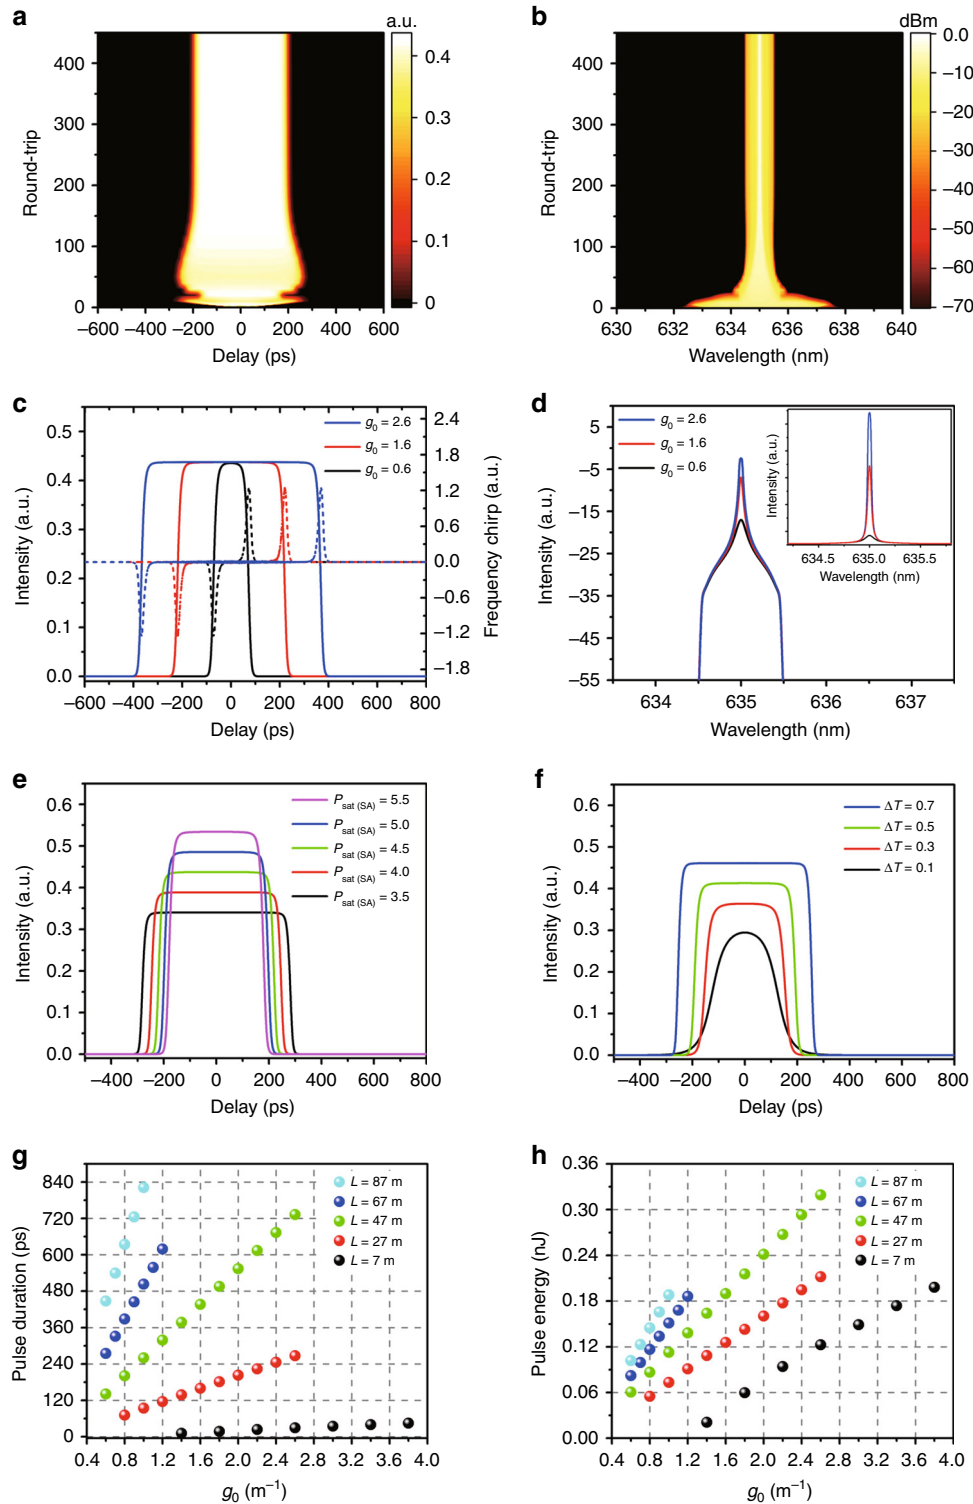 a
a.u.
400
300
200
100
0
Round-trip
−600 −400 −200 0 200 400 600
Delay (ps)
0.4
0.3
0.2
0.1
0
b
dBm
400
300
200
100
0
Round-trip
630 632 634 636 638 640
Wavelength (nm)
0.0
−10
−20
−30
−40
−50
−60
−70
c
g0 = 2.6
g0 = 1.6
g0 = 0.6
0.5
0.4
0.3
0.2
0.1
0.0
Intensity (a.u.)
2.4
1.8
1.2
0.6
0.0
−0.6
−1.2
−1.8
Frequency chirp (a.u.)
−600 −400 −200 0 200 400 600 800
Delay (ps)
d
g0 = 2.6
g0 = 1.6
g0 = 0.6
5
−5
−15
−25
−35
−45
−55
Intensity (a.u.)
634 635 636 637
Wavelength (nm)
Intensity (a.u.)
634.5 635.0 635.5
Wavelength (nm)
e
Psat (SA) = 5.5
Psat (SA) = 5.0
Psat (SA) = 4.5
Psat (SA) = 4.0
Psat (SA) = 3.5
0.6
0.5
0.4
0.3
0.2
0.1
0.0
Intensity (a.u.)
−400 −200 0 200 400 600 800
Delay (ps)
f
ΔT = 0.7
ΔT = 0.5
ΔT = 0.3
ΔT = 0.1
0.6
0.5
0.4
0.3
0.2
0.1
0.0
Intensity (a.u.)
−400 −200 0 200 400 600 800
Delay (ps)
g
L = 87 m
L = 67 m
L = 47 m
L = 27 m
L = 7 m
840
720
600
480
360
240
120
0
Pulse duration (ps)
0.4 0.8 1.2 1.6 2.0 2.4 2.8 3.2 3.6 4.0
g0 (m−1)
h
L = 87 m
L = 67 m
L = 47 m
L = 27 m
L = 7 m
0.36
0.30
0.24
0.18
0.12
0.06
0.00
Pulse energy (nJ)
0.4 0.8 1.2 1.6 2.0 2.4 2.8 3.2 3.6 4.0
g0 (m−1)